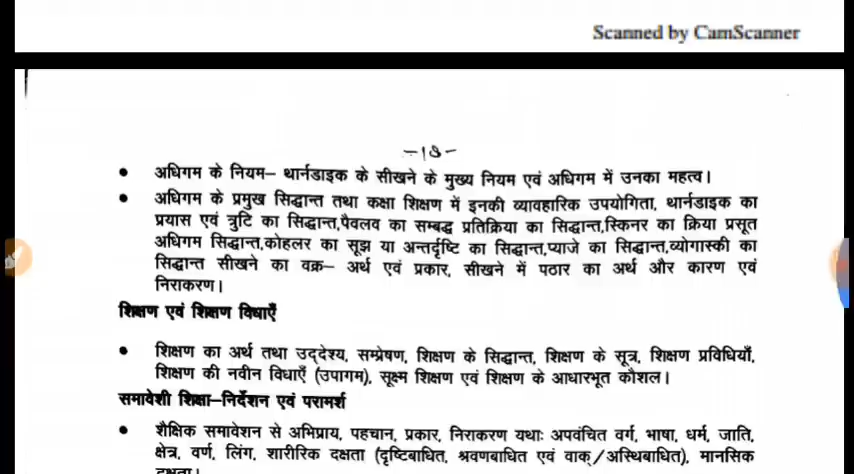 Scanned by CamScanner
-19-
• अधिगम के नियम– थार्नडाइक के सीखने के मुख्य नियम एवं अधिगम में उनका महत्व।
• अधिगम के प्रमुख सिद्धान्त तथा कक्षा शिक्षण में इनकी व्यावहारिक उपयोगिता, थार्नडाइक का
प्रयास एवं त्रुटि का सिद्धान्त,पैवलव का सम्बद्ध प्रतिक्रिया का सिद्धान्त,स्किनर का क्रिया प्रसूत
अधिगम सिद्धान्त,कोहलर का सूझ या अन्तर्दृष्टि का सिद्धान्त,प्याजे का सिद्धान्त,व्योगास्की का
सिद्धान्त सीखने का वक्र– अर्थ एवं प्रकार, सीखने में पठार का अर्थ और कारण एवं
निराकरण।
शिक्षण एवं शिक्षण विधाएँ
• शिक्षण का अर्थ तथा उद्देश्य, सम्प्रेषण, शिक्षण के सिद्धान्त, शिक्षण के सूत्र, शिक्षण प्रविधियाँ,
शिक्षण की नवीन विधाएँ (उपागम), सूक्ष्म शिक्षण एवं शिक्षण के आधारभूत कौशल।
समावेशी शिक्षा–निर्देशन एवं परामर्श
• शैक्षिक समावेशन से अभिप्राय, पहचान, प्रकार, निराकरण यथाः अपवंचित वर्ग, भाषा, धर्म, जाति,
क्षेत्र, वर्ण, लिंग, शारीरिक दक्षता (दृष्टिबाधित, श्रवणबाधित एवं वाक्/अस्थिबाधित), मानसिक
दक्षता।